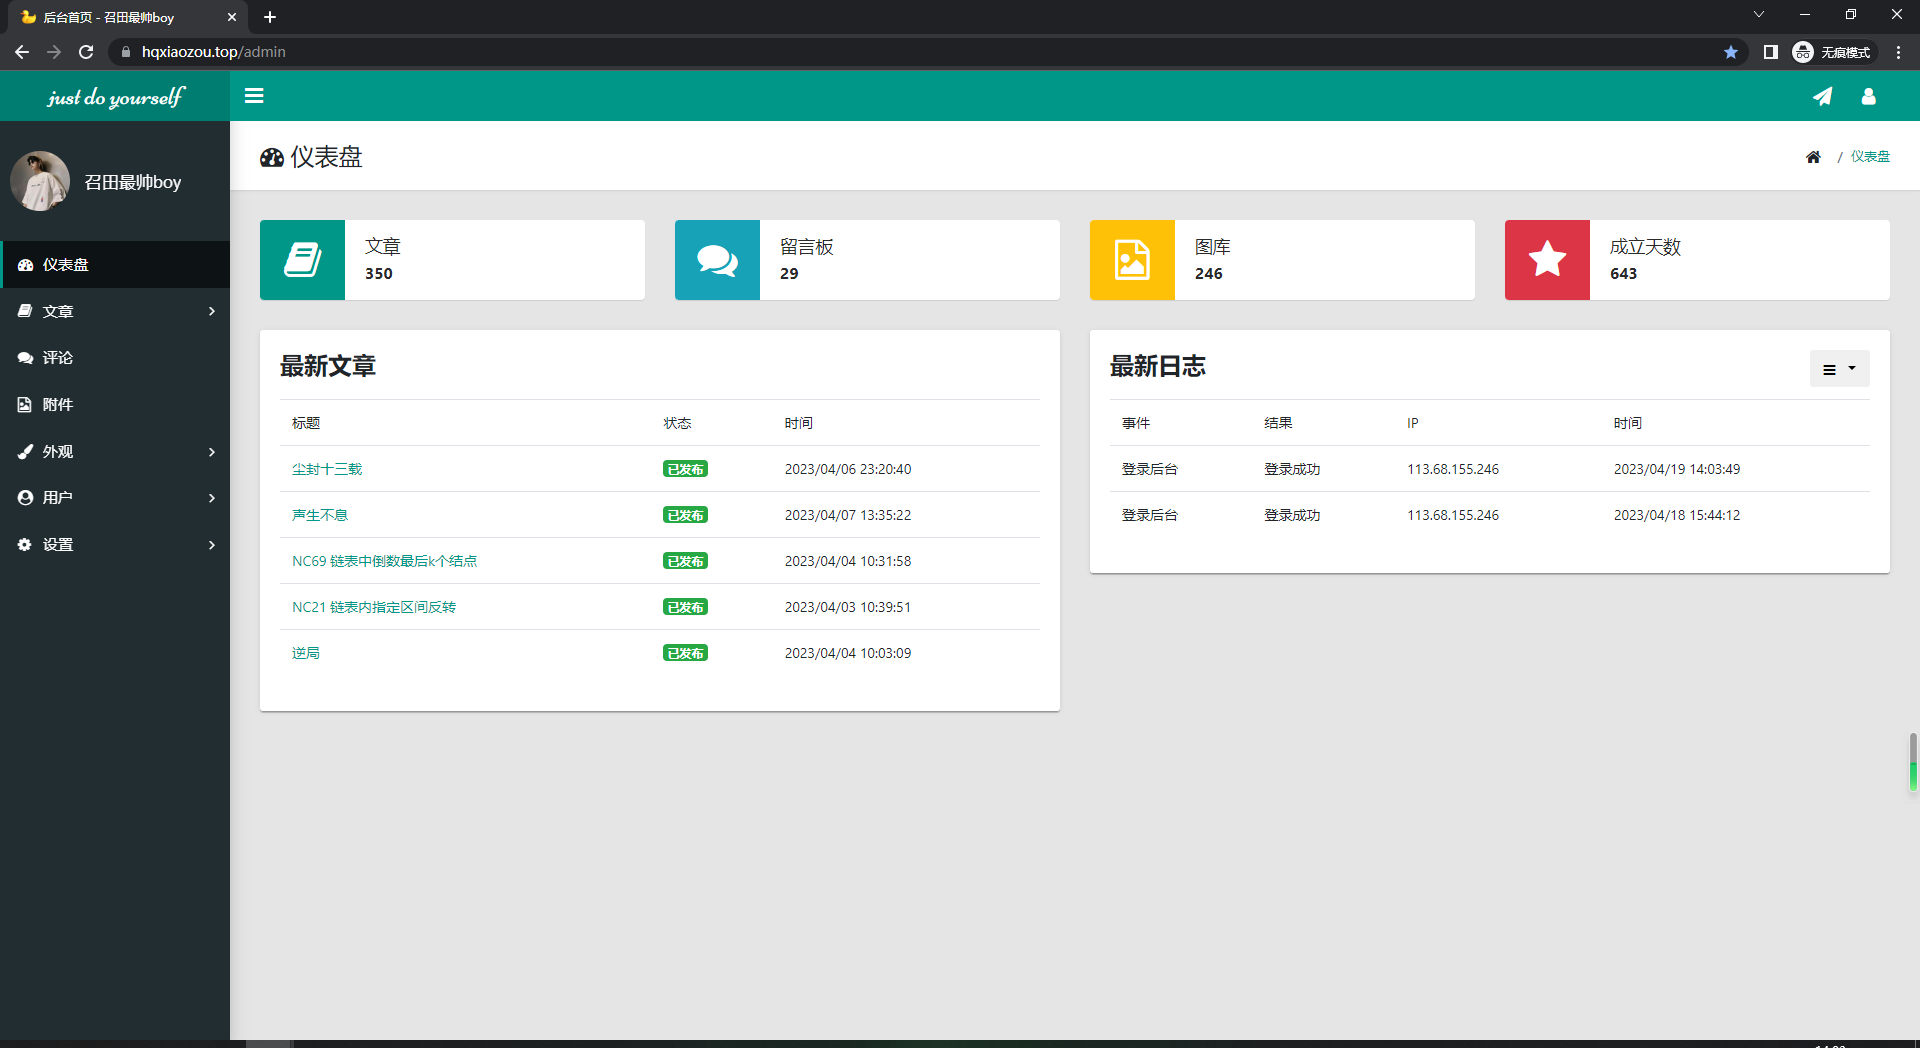 后台首页 - 召田最帅boy
hqxiaozou.top/admin
无痕模式
just do yourself
仪表盘
/ 仪表盘
召田最帅boy
仪表盘
文章
评论
附件
外观
用户
设置
文章
350
留言板
29
图库
246
成立天数
643
最新文章
标题 状态 时间
尘封十三载 已发布 2023/04/06 23:20:40
声生不息 已发布 2023/04/07 13:35:22
NC69 链表中倒数最后k个结点 已发布 2023/04/04 10:31:58
NC21 链表内指定区间反转 已发布 2023/04/03 10:39:51
逆局 已发布 2023/04/04 10:03:09
最新日志
事件 结果 IP 时间
登录后台 登录成功 113.68.155.246 2023/04/19 14:03:49
登录后台 登录成功 113.68.155.246 2023/04/18 15:44:12